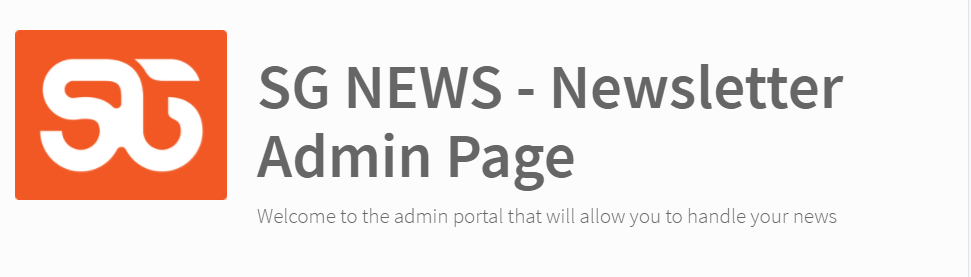 SG
SG NEWS - Newsletter
Admin Page
Welcome to the admin portal that will allow you to handle your news